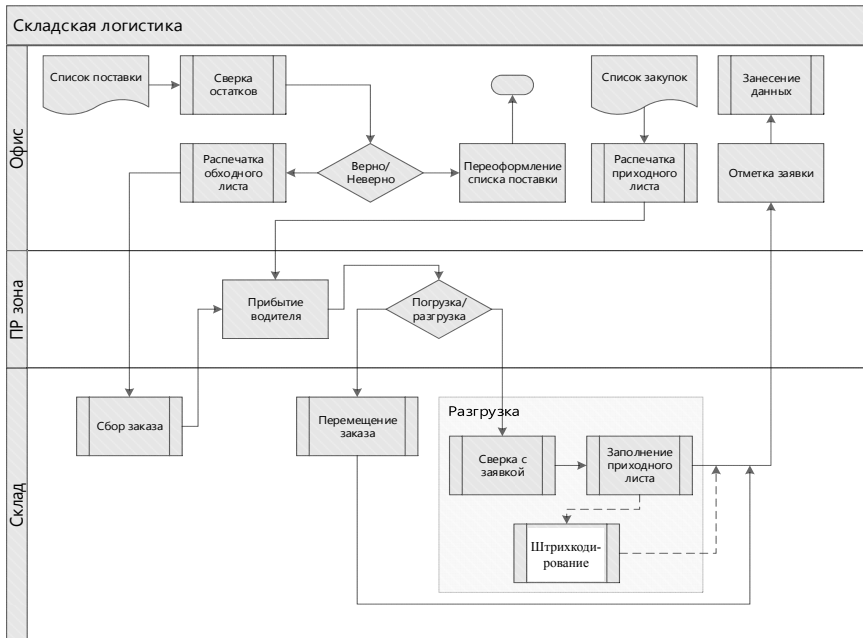 Складская логистика
Офис
Список поставки
Сверка
остатков
Список закупок
Занесение
данных
Распечатка
обходного
листа
Верно/
Неверно
Переоформление
списка поставки
Распечатка
приходного
листа
Отметка заявки
ПР зона
Прибытие
водителя
Погрузка/
разгрузка
Склад
Сбор заказа
Перемещение
заказа
Разгрузка
Сверка с
заявкой
Заполнение
приходного
листа
Штрихкоди-
рование